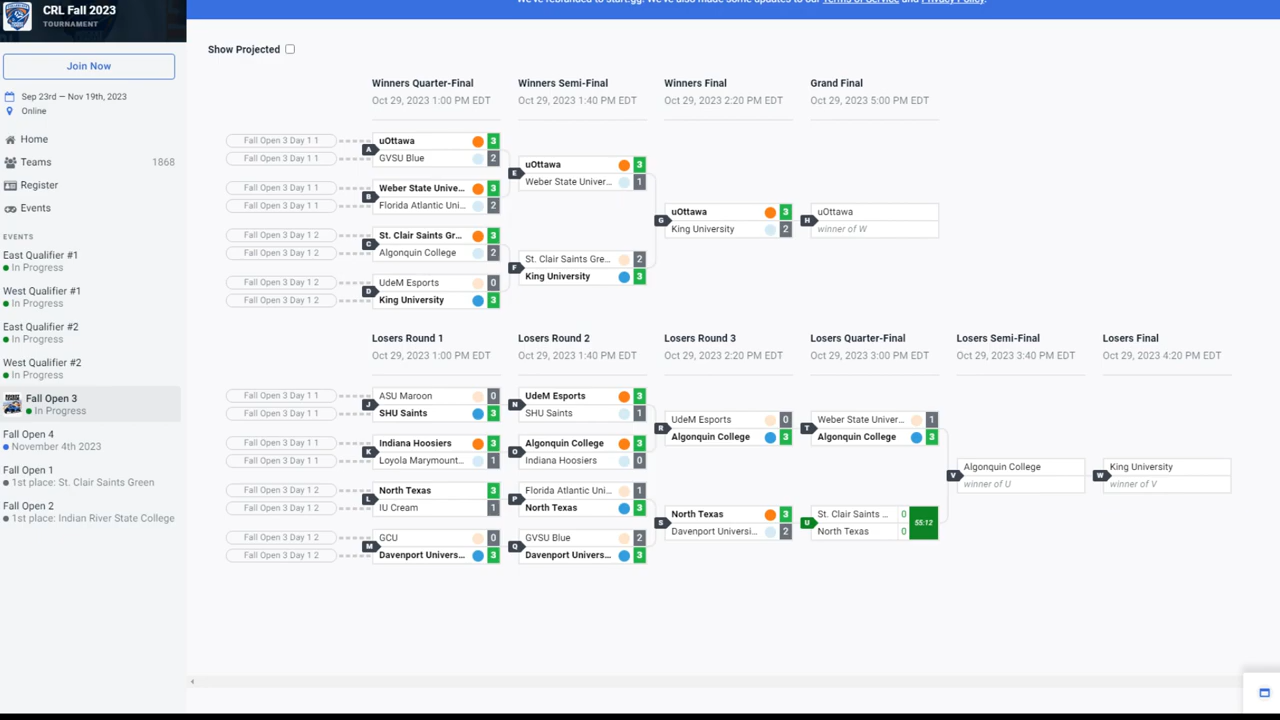 We've rebranded to start.gg. We've also made some updates to our Terms of Service and Privacy Policy.
CRL Fall 2023
TOURNAMENT
Join Now
Sep 23rd — Nov 19th, 2023
Online
Home
Teams 1868
Register
Events
EVENTS
East Qualifier #1
In Progress
West Qualifier #1
In Progress
East Qualifier #2
In Progress
West Qualifier #2
In Progress
Fall Open 3
In Progress
Fall Open 4
November 4th 2023
Fall Open 1
1st place: St. Clair Saints Green
Fall Open 2
1st place: Indian River State College
Show Projected
Winners Quarter-Final Winners Semi-Final Winners Final Grand Final
Oct 29, 2023 1:00 PM EDT Oct 29, 2023 1:40 PM EDT Oct 29, 2023 2:20 PM EDT Oct 29, 2023 5:00 PM EDT
Fall Open 3 Day 1 1 uOttawa 3
A
Fall Open 3 Day 1 1 GVSU Blue 2
uOttawa 3
E
Weber State Univer... 1
Fall Open 3 Day 1 1 Weber State Unive... 3
B
Fall Open 3 Day 1 1 Florida Atlantic Uni... 2
uOttawa 3 uOttawa
G H
King University 2 winner of W
Fall Open 3 Day 1 2 St. Clair Saints Gr... 3
C
Fall Open 3 Day 1 2 Algonquin College 2
St. Clair Saints Gre... 2
F
King University 3
Fall Open 3 Day 1 2 UdeM Esports 0
D
Fall Open 3 Day 1 2 King University 3
Losers Round 1 Losers Round 2 Losers Round 3 Losers Quarter-Final Losers Semi-Final Losers Final
Oct 29, 2023 1:00 PM EDT Oct 29, 2023 1:40 PM EDT Oct 29, 2023 2:20 PM EDT Oct 29, 2023 3:00 PM EDT Oct 29, 2023 3:40 PM EDT Oct 29, 2023 4:20 PM EDT
Fall Open 3 Day 1 1 ASU Maroon 0 UdeM Esports 3
J N
Fall Open 3 Day 1 1 SHU Saints 3 SHU Saints 1
UdeM Esports 0 Weber State Univer... 1
R T
Algonquin College 3 Algonquin College 3
Fall Open 3 Day 1 1 Indiana Hoosiers 3 Algonquin College 3
K O
Fall Open 3 Day 1 1 Loyola Marymount... 1 Indiana Hoosiers 0
Algonquin College King University
V W
winner of U winner of V
Fall Open 3 Day 1 2 North Texas 3 Florida Atlantic Uni... 1
L P
Fall Open 3 Day 1 2 IU Cream 1 North Texas 3
North Texas 3 St. Clair Saints ... 0
S U 55:12
Davenport Universi... 2 North Texas 0
Fall Open 3 Day 1 2 GCU 0 GVSU Blue 2
M Q
Fall Open 3 Day 1 2 Davenport Univers... 3 Davenport Univers... 3